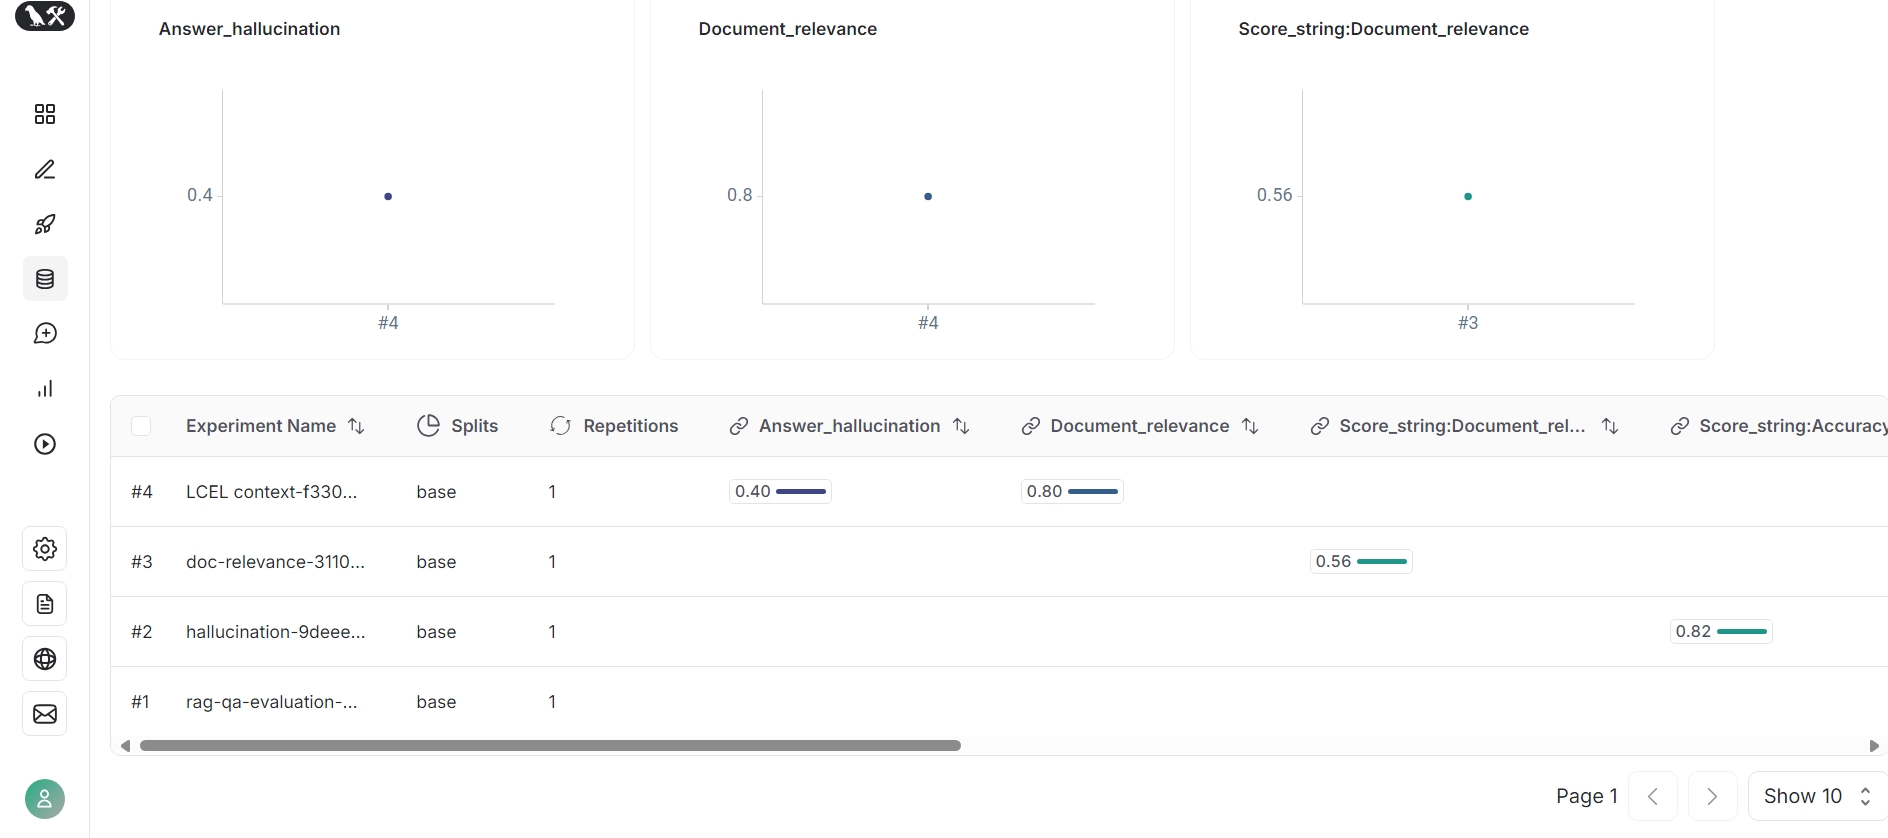 Answer_hallucination
0.4
#4
Document_relevance
0.8
#4
Score_string:Document_relevance
0.56
#3
Experiment Name Splits Repetitions Answer_hallucination Document_relevance Score_string:Document_rel... Score_string:Accuracy
#4 LCEL context-f330... base 1 0.40 0.80
#3 doc-relevance-3110... base 1 0.56
#2 hallucination-9deee... base 1 0.82
#1 rag-qa-evaluation-... base 1
Page 1 Show 10